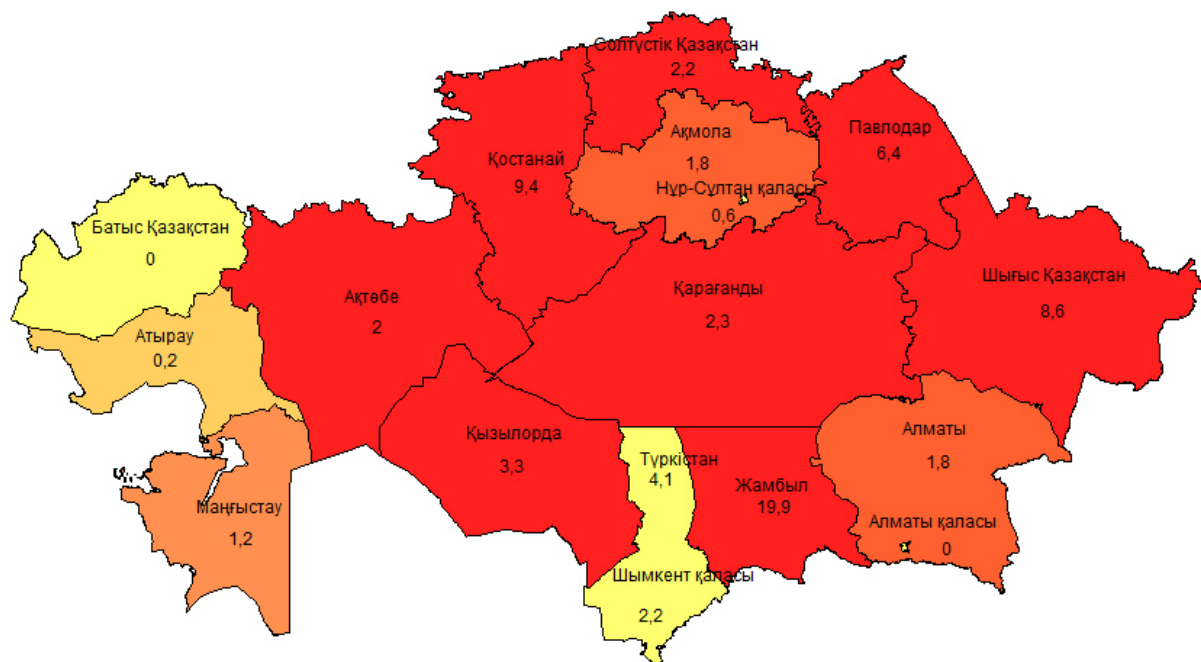 Солтүстік Қазақстан
2,2
Ақмола
1,8
Нұр-Сұлтан қаласы
0,6
Павлодар
6,4
Қостанай
9,4
Батыс Қазақстан
0
Ақтөбе
2
Қарағанды
2,3
Шығыс Қазақстан
8,6
Атырау
0,2
Қызылорда
3,3
Түркістан
4,1
Жамбыл
19,9
Алматы
1,8
Алматы қаласы
0
Маңғыстау
1,2
Шымкент қаласы
2,2